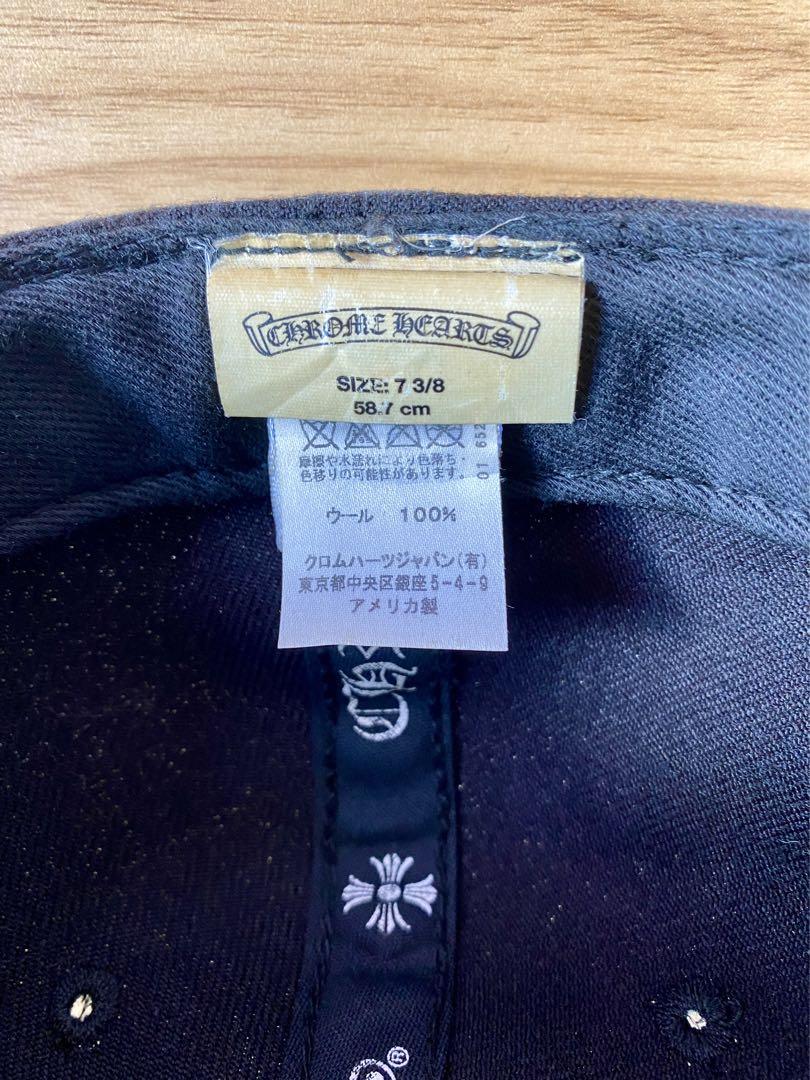 CHROME HEARTS
SIZE: 7 3/8
58.7 cm
01 652
摩擦や水濡れにより色落ち・
色移りの可能性があります。
ウール 100%
クロムハーツジャパン(有)
東京都中央区銀座5-4-9
アメリカ製
Ch
®